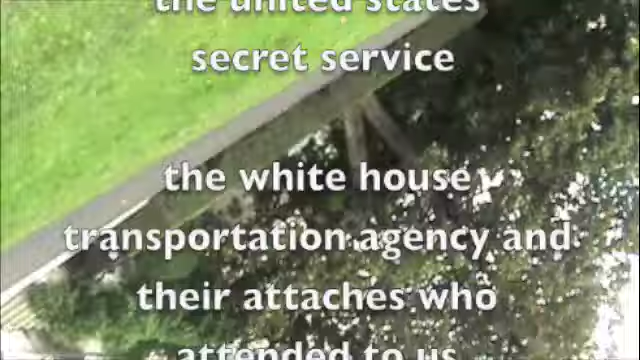 the united states
secret service
the white house
transportation agency and
their attaches who
attended to us